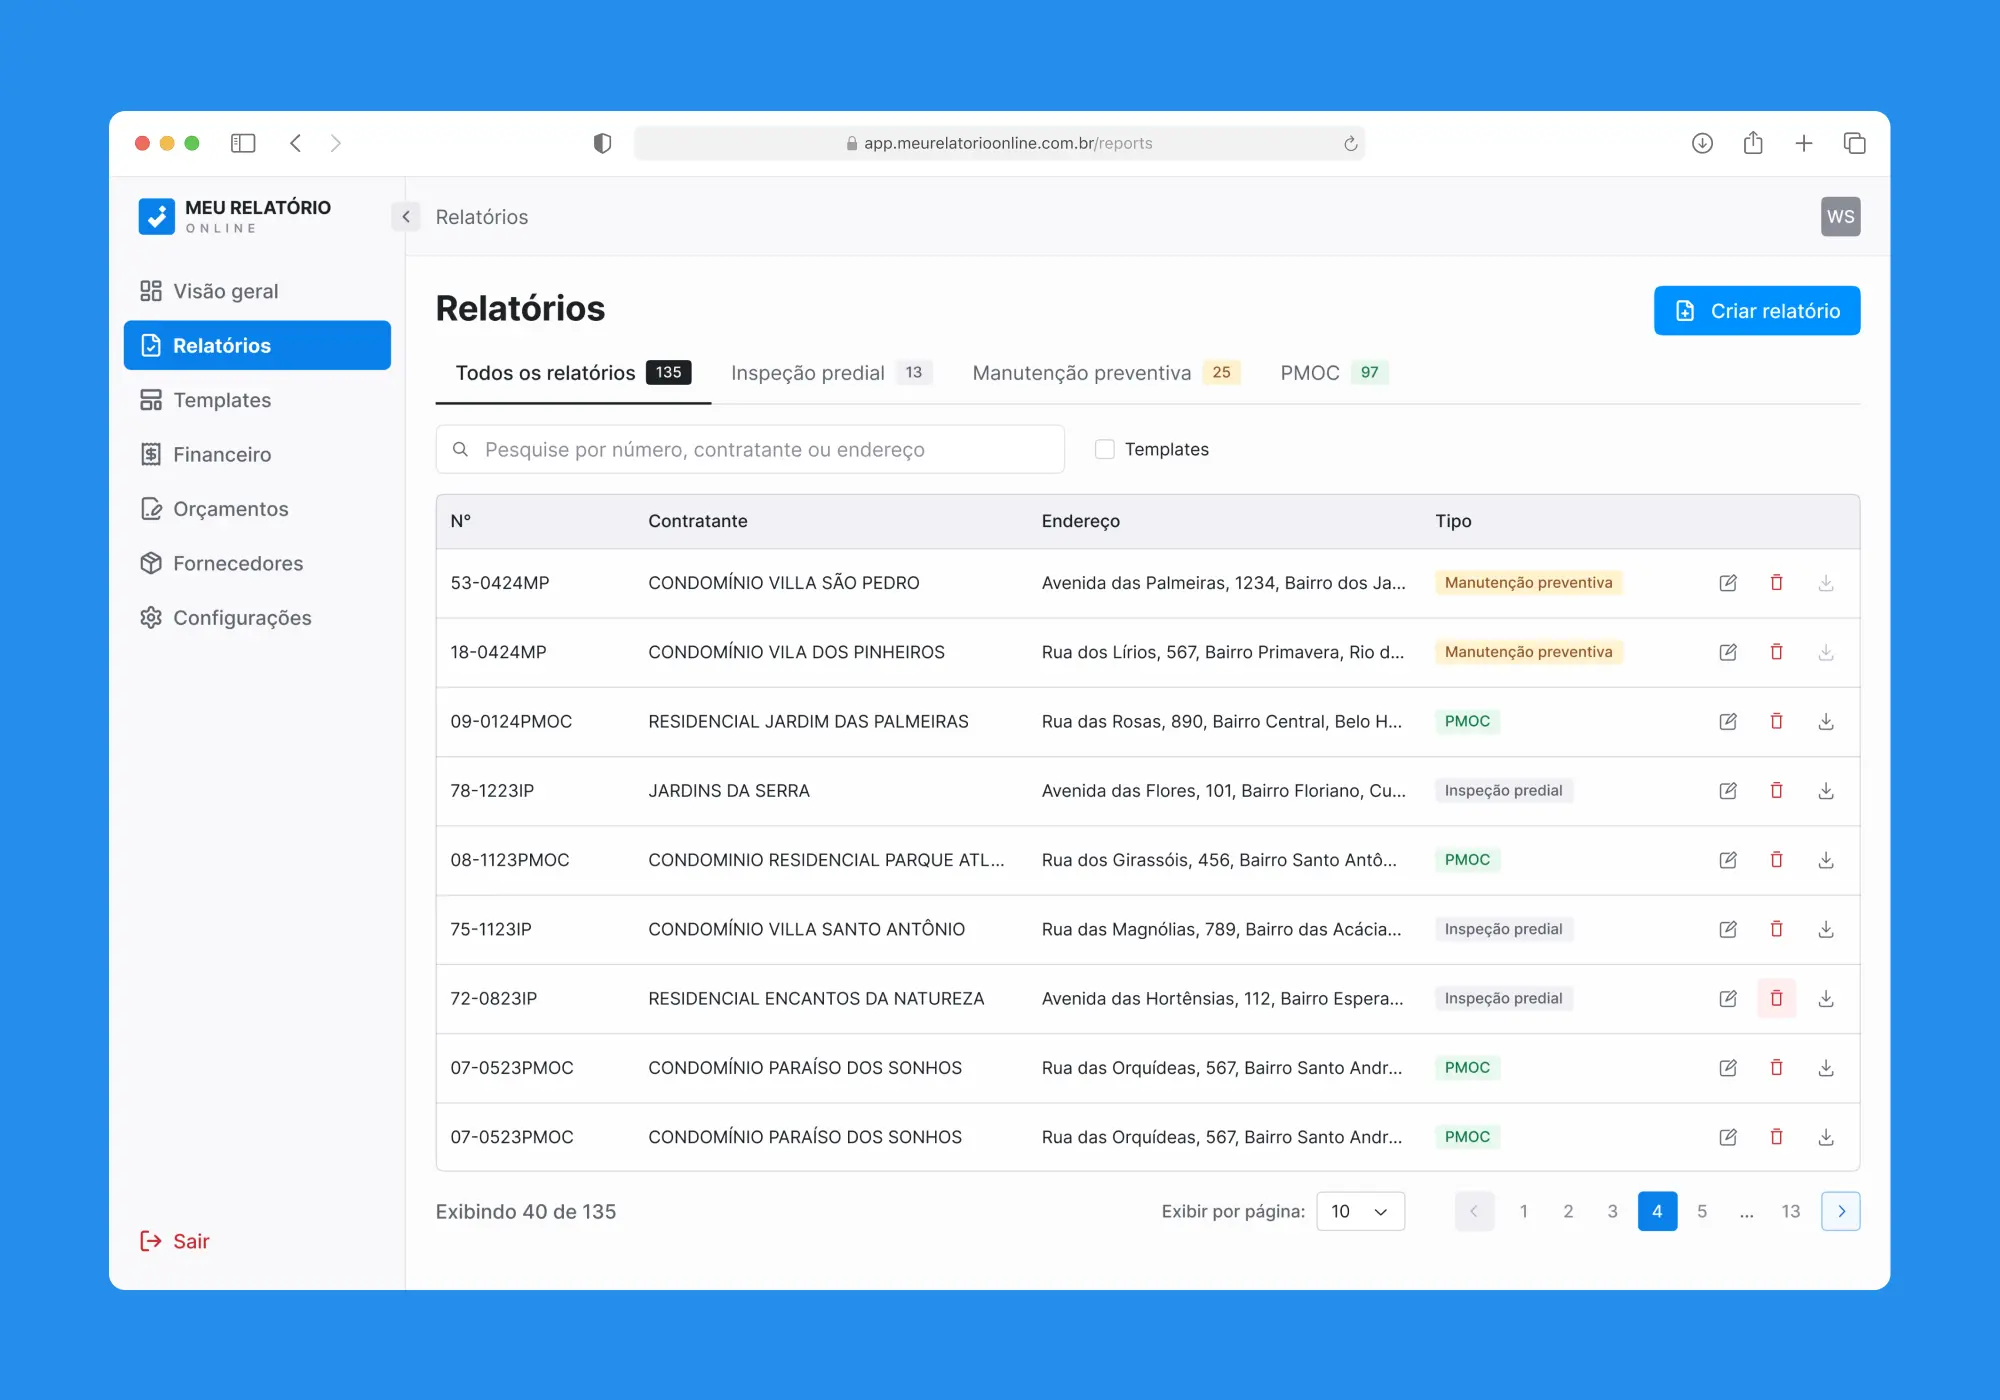 app.meurelatorioonline.com.br/reports
MEU RELATÓRIO
ONLINE
Relatórios
WS
Visão geral
Relatórios
Templates
Financeiro
Orçamentos
Fornecedores
Configurações
Sair
Relatórios
Criar relatório
Todos os relatórios 135 Inspeção predial 13 Manutenção preventiva 25 PMOC 97
Pesquise por número, contratante ou endereço
Templates
N° Contratante Endereço Tipo
53-0424MP CONDOMÍNIO VILLA SÃO PEDRO Avenida das Palmeiras, 1234, Bairro dos Ja... Manutenção preventiva
18-0424MP CONDOMÍNIO VILA DOS PINHEIROS Rua dos Lírios, 567, Bairro Primavera, Rio d... Manutenção preventiva
09-0124PMOC RESIDENCIAL JARDIM DAS PALMEIRAS Rua das Rosas, 890, Bairro Central, Belo H... PMOC
78-1223IP JARDINS DA SERRA Avenida das Flores, 101, Bairro Floriano, Cu... Inspeção predial
08-1123PMOC CONDOMINIO RESIDENCIAL PARQUE ATL... Rua dos Girassóis, 456, Bairro Santo Antô... PMOC
75-1123IP CONDOMÍNIO VILLA SANTO ANTÔNIO Rua das Magnólias, 789, Bairro das Acácia... Inspeção predial
72-0823IP RESIDENCIAL ENCANTOS DA NATUREZA Avenida das Hortênsias, 112, Bairro Espera... Inspeção predial
07-0523PMOC CONDOMÍNIO PARAÍSO DOS SONHOS Rua das Orquídeas, 567, Bairro Santo Andr... PMOC
07-0523PMOC CONDOMÍNIO PARAÍSO DOS SONHOS Rua das Orquídeas, 567, Bairro Santo Andr... PMOC
Exibindo 40 de 135 Exibir por página: 10 1 2 3 4 5 ... 13